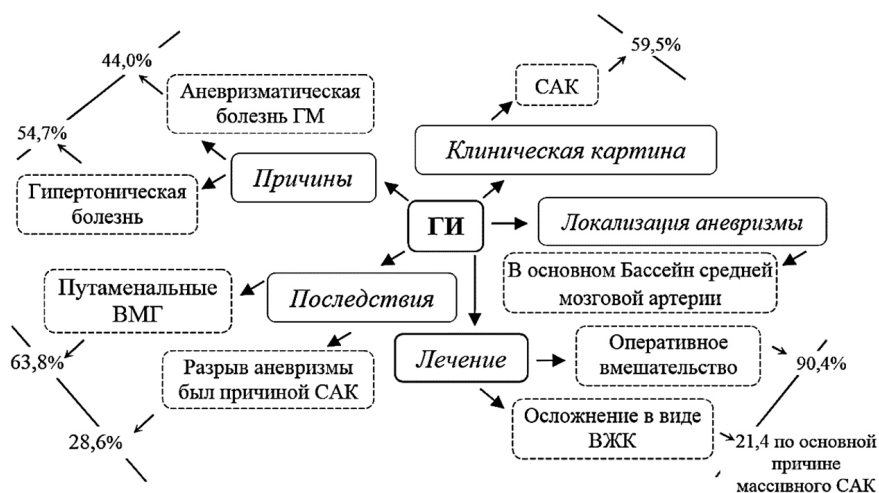 44,0%
59,5%
Аневризматическая
болезнь ГМ
САК
54,7%
Клиническая картина
Гипертоническая
болезнь
Причины
ГИ
Локализация аневризмы
В основном Бассейн средней
мозговой артерии
Путаменальные
ВМГ
Последствия
63,8%
Разрыв аневризмы
был причиной САК
Лечение
Оперативное
вмешательство
90,4%
28,6%
Осложнение в виде
ВЖК
21,4 по основной
причине
массивного САК